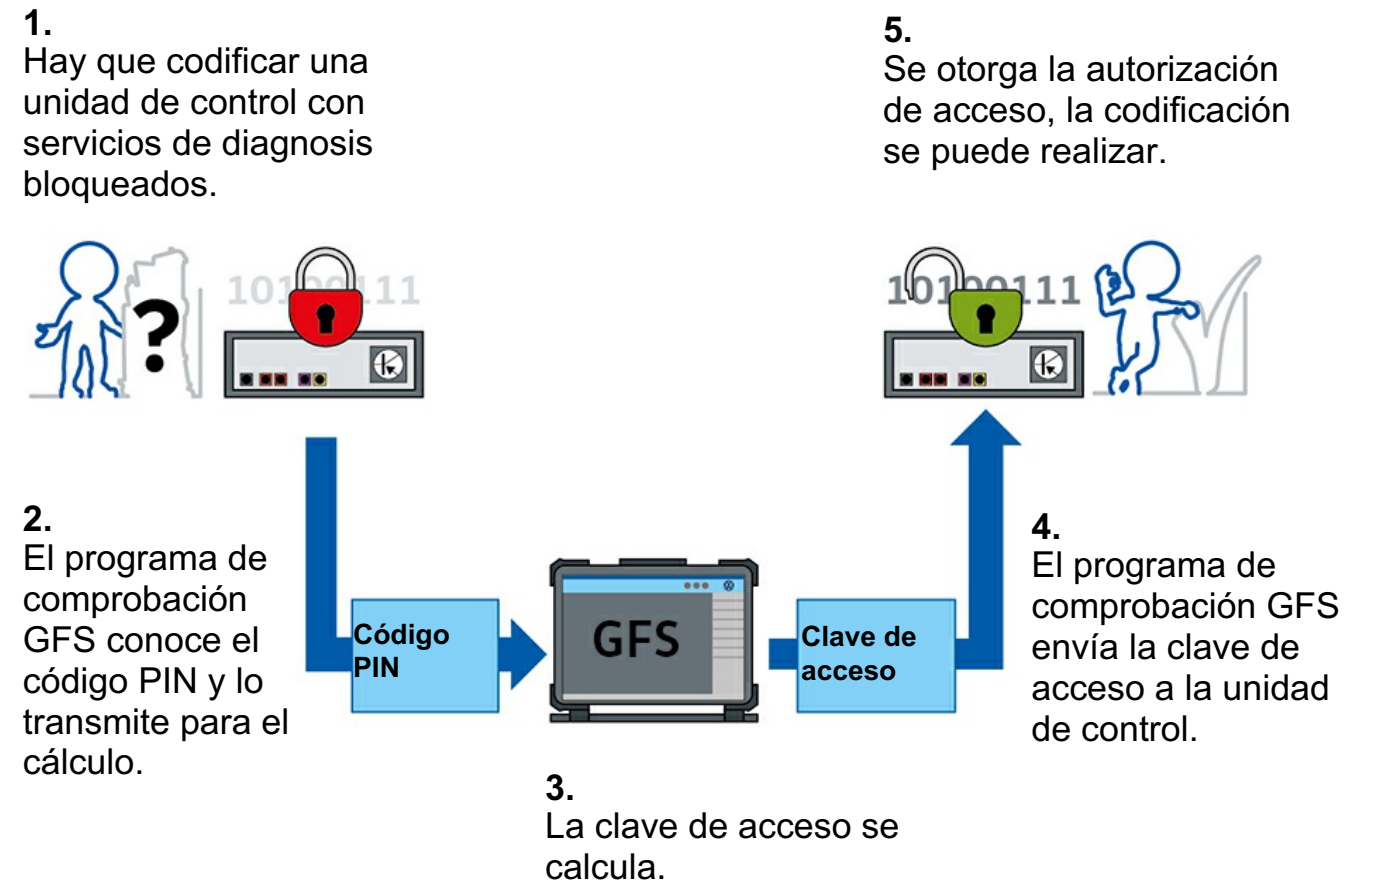 1.
Hay que codificar una
unidad de control con
servicios de diagnosis
bloqueados.
5.
Se otorga la autorización
de acceso, la codificación
se puede realizar.
?
10100111
10100111
2.
El programa de
comprobación
GFS conoce el
código PIN y lo
transmite para el
cálculo.
Código
PIN
GFS
Clave de
acceso
4.
El programa de
comprobación GFS
envía la clave de
acceso a la unidad
de control.
3.
La clave de acceso se
calcula.